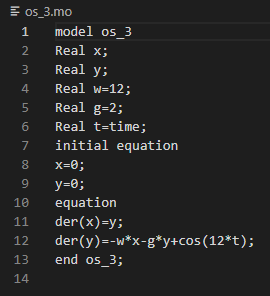 os_3.mo
1 model os_3
2 Real x;
3 Real y;
4 Real w=12;
5 Real g=2;
6 Real t=time;
7 initial equation
8 x=0;
9 y=0;
10 equation
11 der(x)=y;
12 der(y)=-w*x-g*y+cos(12*t);
13 end os_3;
14